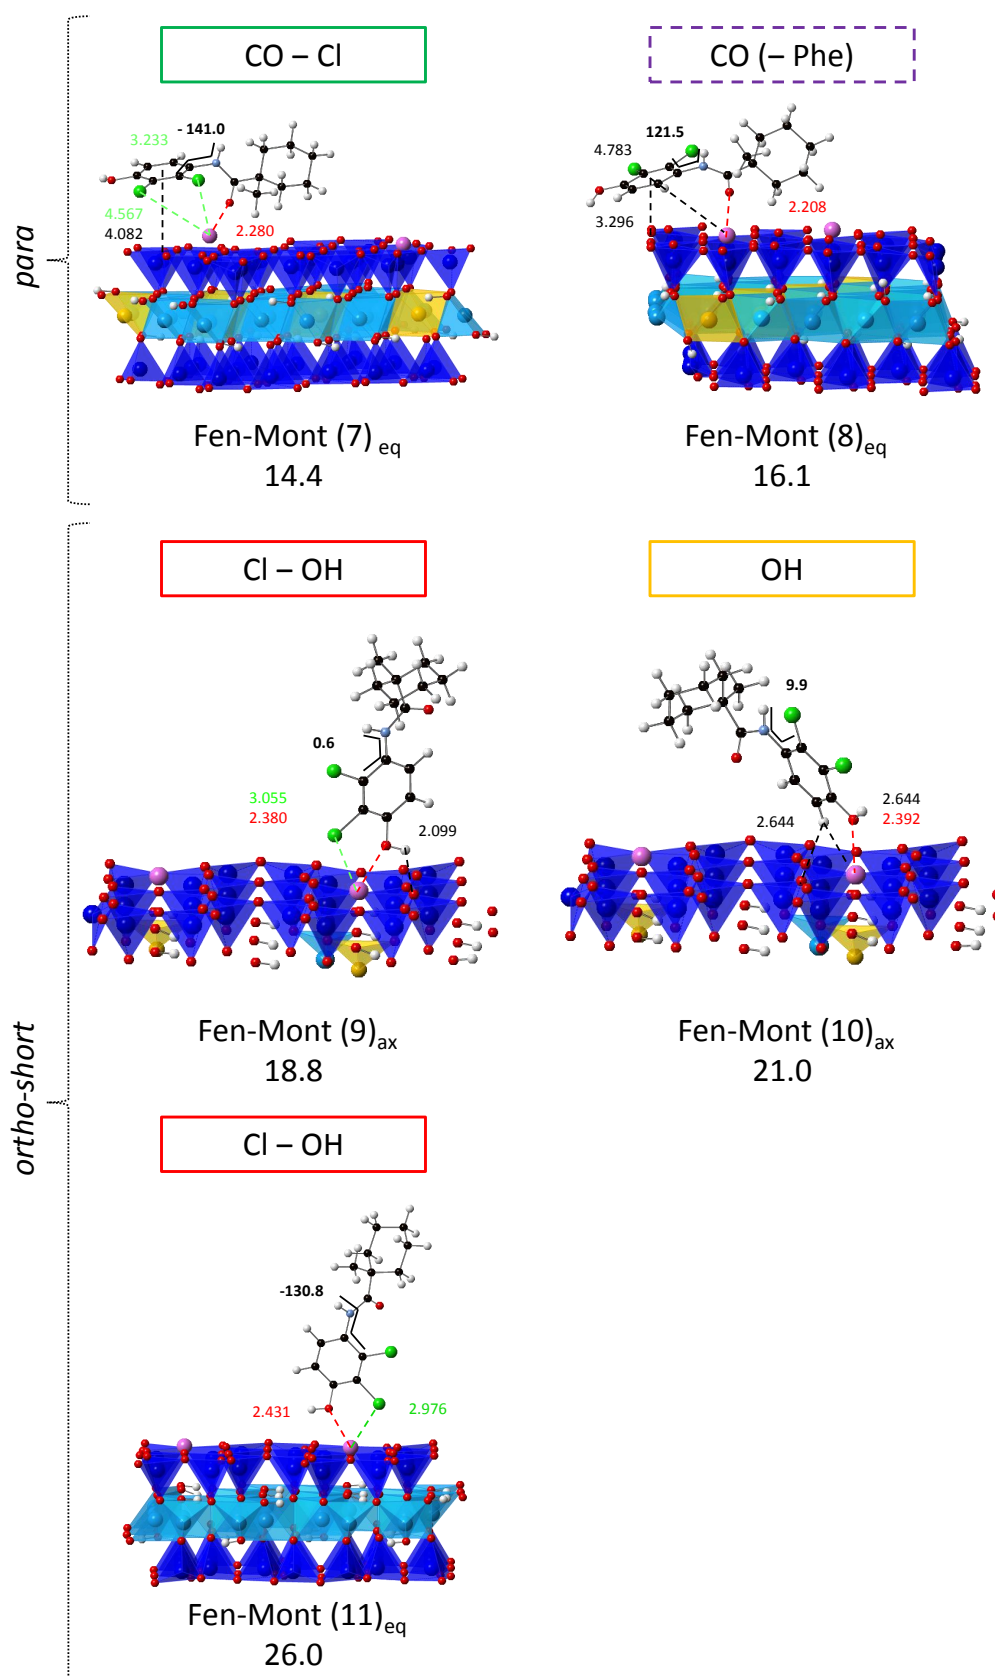 para
CO – Cl
CO (– Phe)
3.233
- 141.0
4.567
4.082
2.280
121.5
4.783
3.296
2.208
Fen-Mont (7) eq
14.4
Fen-Mont (8)eq
16.1
ortho-short
Cl – OH
OH
0.6
3.055
2.380
2.099
9.9
2.644
2.644
2.392
Fen-Mont (9)ax
18.8
Fen-Mont (10)ax
21.0
Cl – OH
-130.8
2.431
2.976
Fen-Mont (11)eq
26.0